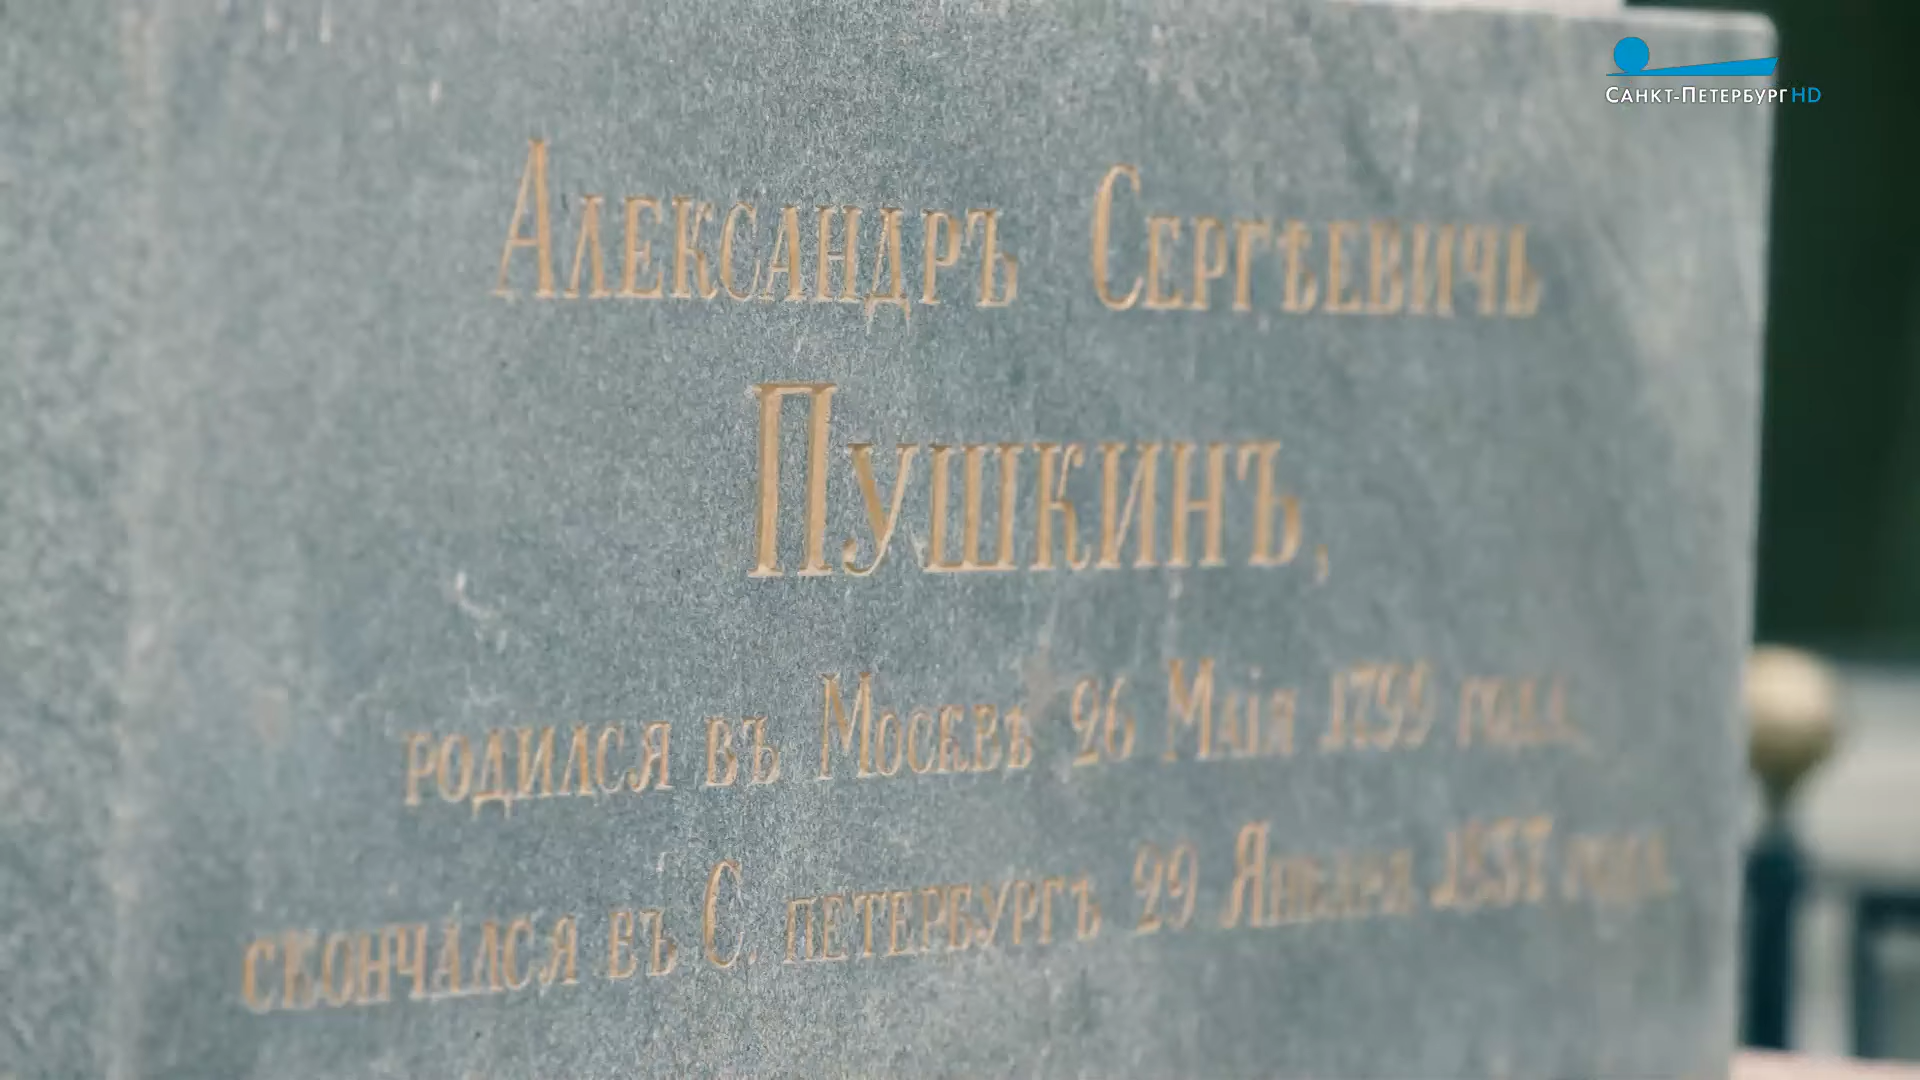 САНКТ-ПЕТЕРБУРГ HD
АЛЕКСАНДРЪ СЕРГѢЕВИЧЬ
ПУШКИНЪ,
РОДИЛСЯ ВЪ МОСКВѢ 26 МАІЯ 1799 ГОДА,
СКОНЧАЛСЯ ВЪ С. ПЕТЕРБУРГЪ 29 ЯНВАРЯ 1837 ГОДА.